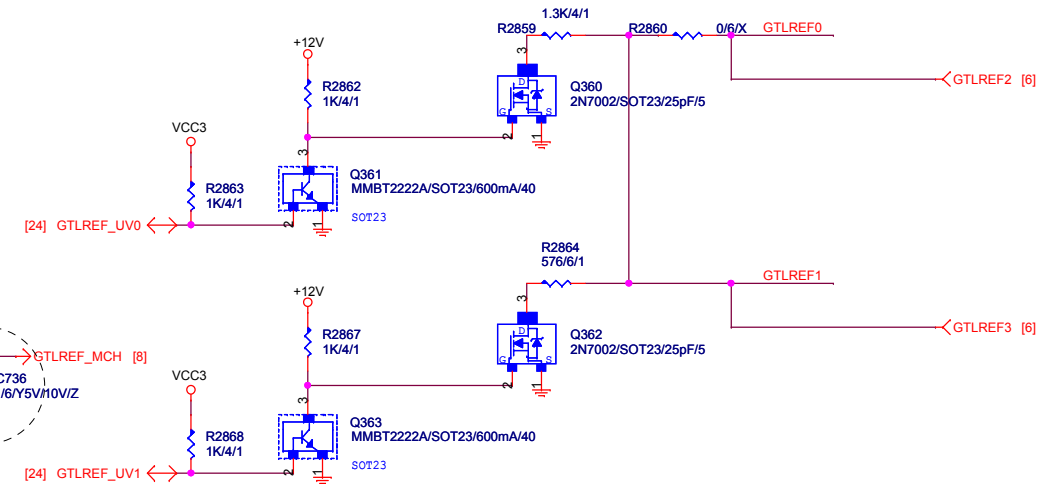 1.3K/4/1
R2859
R2860
0/6/X
GTLREF0
3
+12V
D
Q360
GTLREF2 [6]
R2862
1K/4/1
2N7002/SOT23/25pF/5
G
S
VCC3
2
1
3
Q361
R2863
1K/4/1
MMBT2222A/SOT23/600mA/40
SOT23
[24] GTLREF_UV0
2
1
R2864
576/6/1
GTLREF1
+12V
3
D
Q362
GTLREF3 [6]
R2867
1K/4/1
2N7002/SOT23/25pF/5
G
S
GTLREF_MCH [8]
VCC3
2
1
C736
/6/Y5V/10V/Z
3
Q363
R2868
1K/4/1
MMBT2222A/SOT23/600mA/40
SOT23
[24] GTLREF_UV1
2
1